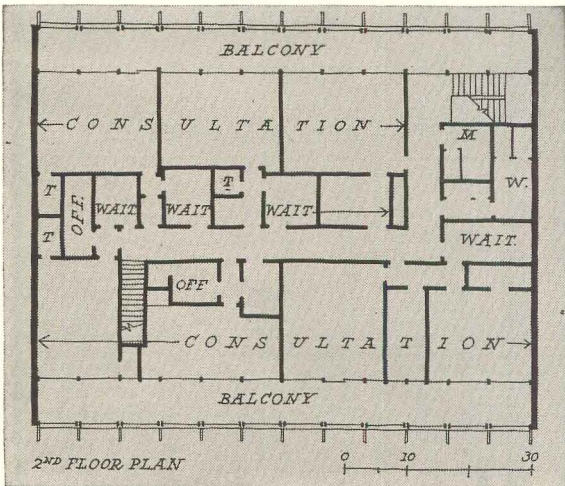 BALCONY
CONSULTATION
M.
T
T
OFF.
WAIT.
WAIT
T.
WAIT
W.
WAIT.
OFF
CONSULTATION
BALCONY
2ND FLOOR PLAN
0 10 30